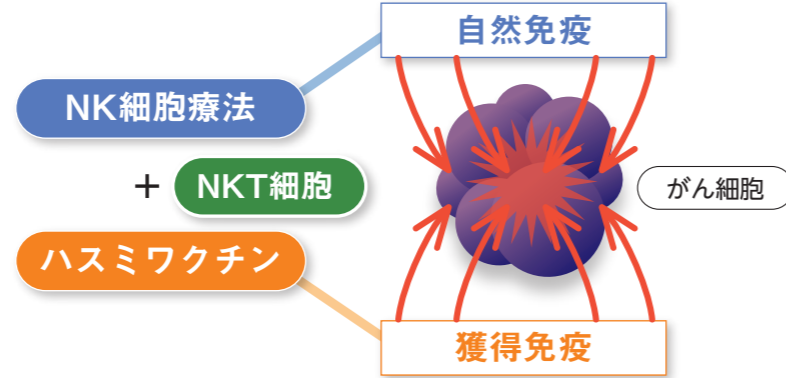 自然免疫
NK細胞療法
+ NKT細胞
がん細胞
ハスミワクチン
獲得免疫